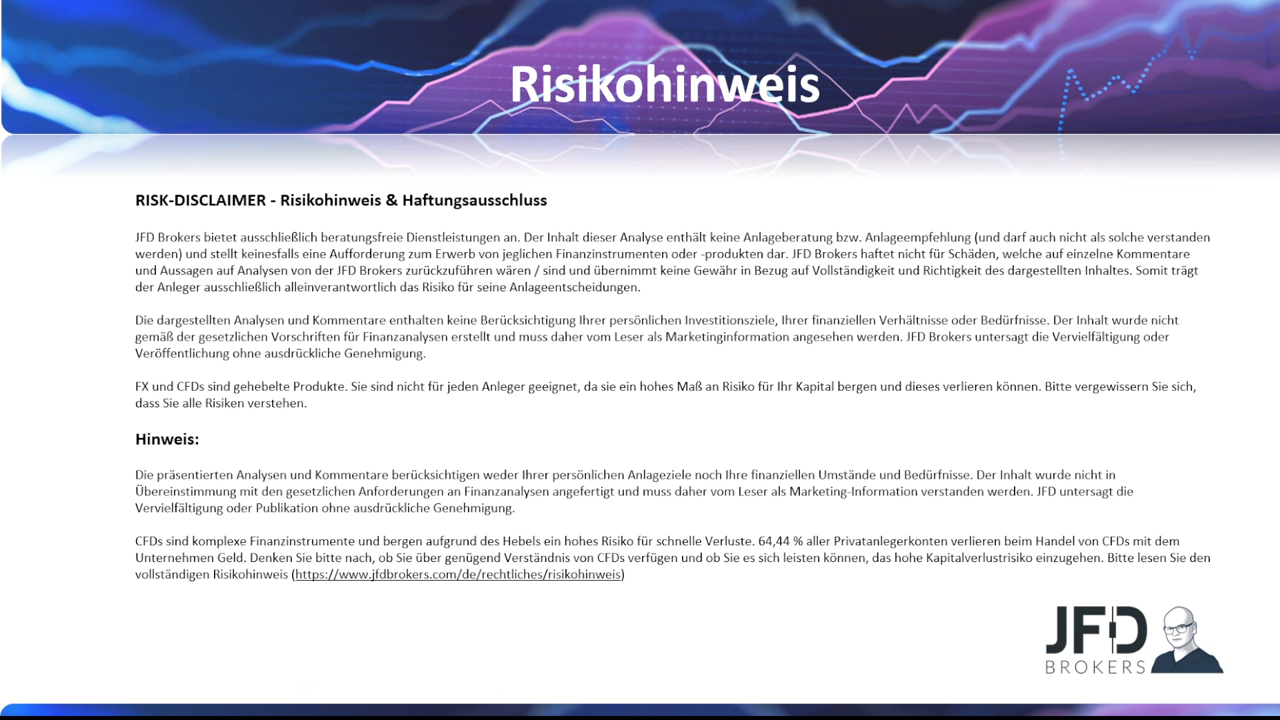 Risikohinweis
RISK-DISCLAIMER - Risikohinweis & Haftungsausschluss
JFD Brokers bietet ausschließlich beratungsfreie Dienstleistungen an. Der Inhalt dieser Analyse enthält keine Anlageberatung bzw. Anlageempfehlung (und darf auch nicht als solche verstanden
werden) und stellt keinesfalls eine Aufforderung zum Erwerb von jeglichen Finanzinstrumenten oder -produkten dar. JFD Brokers haftet nicht für Schäden, welche auf einzelne Kommentare
und Aussagen auf Analysen von der JFD Brokers zurückzuführen wären / sind und übernimmt keine Gewähr in Bezug auf Vollständigkeit und Richtigkeit des dargestellten Inhaltes. Somit trägt
der Anleger ausschließlich alleinverantwortlich das Risiko für seine Anlageentscheidungen.
Die dargestellten Analysen und Kommentare enthalten keine Berücksichtigung Ihrer persönlichen Investitionsziele, Ihrer finanziellen Verhältnisse oder Bedürfnisse. Der Inhalt wurde nicht
gemäß der gesetzlichen Vorschriften für Finanzanalysen erstellt und muss daher vom Leser als Marketinginformation angesehen werden. JFD Brokers untersagt die Vervielfältigung oder
Veröffentlichung ohne ausdrückliche Genehmigung.
FX und CFDs sind gehebelte Produkte. Sie sind nicht für jeden Anleger geeignet, da sie ein hohes Maß an Risiko für Ihr Kapital bergen und dieses verlieren können. Bitte vergewissern Sie sich,
dass Sie alle Risiken verstehen.
Hinweis:
Die präsentierten Analysen und Kommentare berücksichtigen weder Ihrer persönlichen Anlageziele noch Ihre finanziellen Umstände und Bedürfnisse. Der Inhalt wurde nicht in
Übereinstimmung mit den gesetzlichen Anforderungen an Finanzanalysen angefertigt und muss daher vom Leser als Marketing-Information verstanden werden. JFD untersagt die
Vervielfältigung oder Publikation ohne ausdrückliche Genehmigung.
CFDs sind komplexe Finanzinstrumente und bergen aufgrund des Hebels ein hohes Risiko für schnelle Verluste. 64,44 % aller Privatanlegerkonten verlieren beim Handel von CFDs mit dem
Unternehmen Geld. Denken Sie bitte nach, ob Sie über genügend Verständnis von CFDs verfügen und ob Sie es sich leisten können, das hohe Kapitalverlustrisiko einzugehen. Bitte lesen Sie den
vollständigen Risikohinweis (https://www.jfdbrokers.com/de/rechtliches/risikohinweis)
JFD
BROKERS